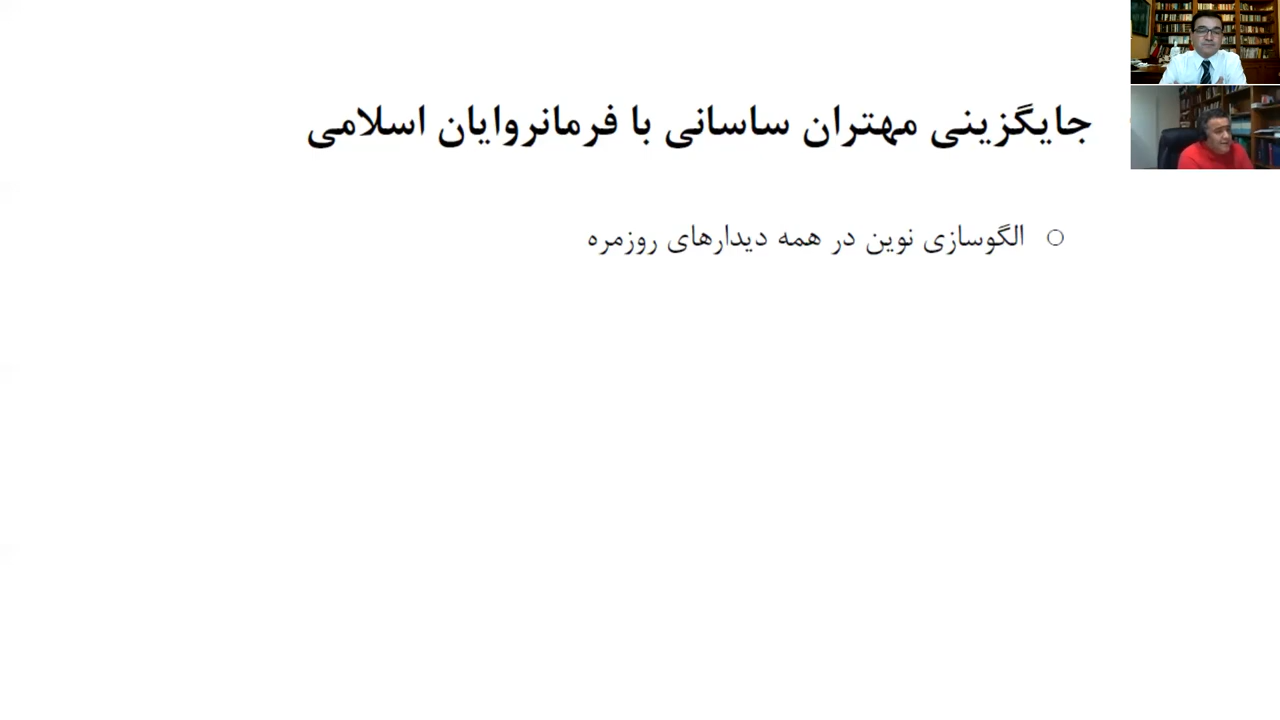 جایگزینی مهتران ساسانی با فرمانروایان اسلامی
الگوسازی نوین در همه دیدارهای روزمره